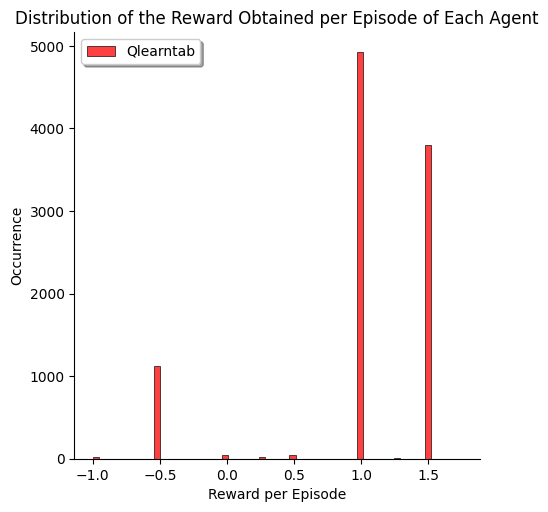 Distribution of the Reward Obtained per Episode of Each Agent
Qlearntab
5000
4000
3000
2000
1000
0
Occurrence
−1.0 −0.5 0.0 0.5 1.0 1.5
Reward per Episode